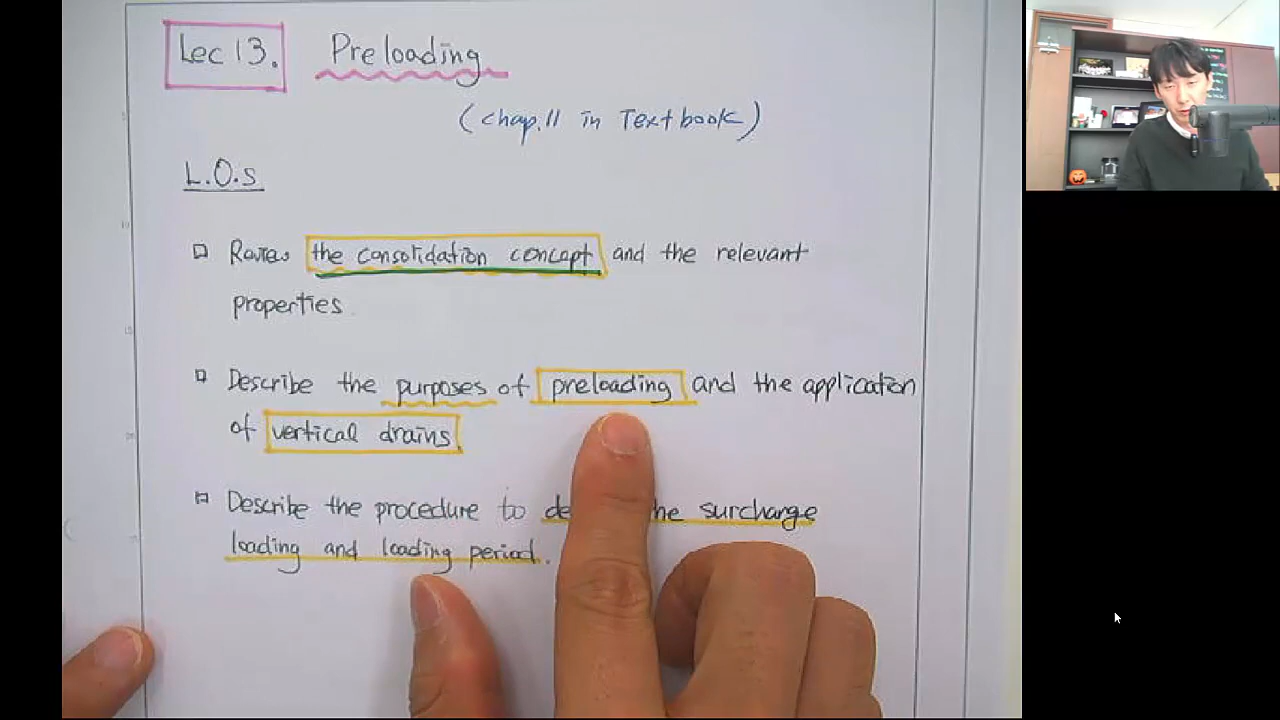 Lec 13. Preloading
(chap.11 in Textbook)
L.O.s
Review the consolidation concept and the relevant
properties.
Describe the purposes of preloading and the application
of vertical drains.
Describe the procedure to he surcharge
loading and loading period.